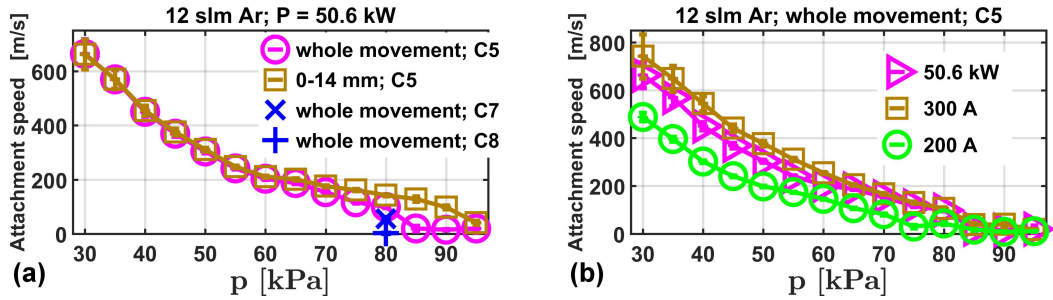 12 slm Ar; P = 50.6 kW
Attachment speed [m/s]
600
400
200
0
whole movement; C5
0-14 mm; C5
whole movement; C7
whole movement; C8
30 40 50 60 70 80 90
p [kPa]
(a)
12 slm Ar; whole movement; C5
Attachment speed [m/s]
800
600
400
200
0
50.6 kW
300 A
200 A
30 40 50 60 70 80 90
p [kPa]
(b)